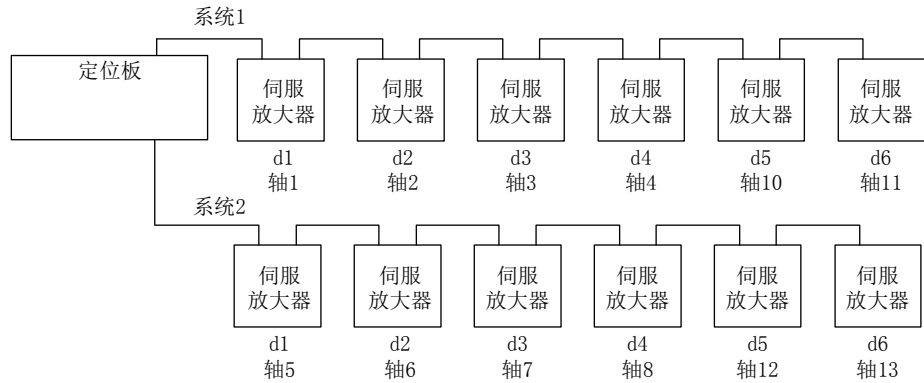 系统1
定位板
伺服
放大器
伺服
放大器
伺服
放大器
伺服
放大器
伺服
放大器
伺服
放大器
d1
轴1
d2
轴2
d3
轴3
d4
轴4
d5
轴10
d6
轴11
系统2
伺服
放大器
伺服
放大器
伺服
放大器
伺服
放大器
伺服
放大器
伺服
放大器
d1
轴5
d2
轴6
d3
轴7
d4
轴8
d5
轴12
d6
轴13